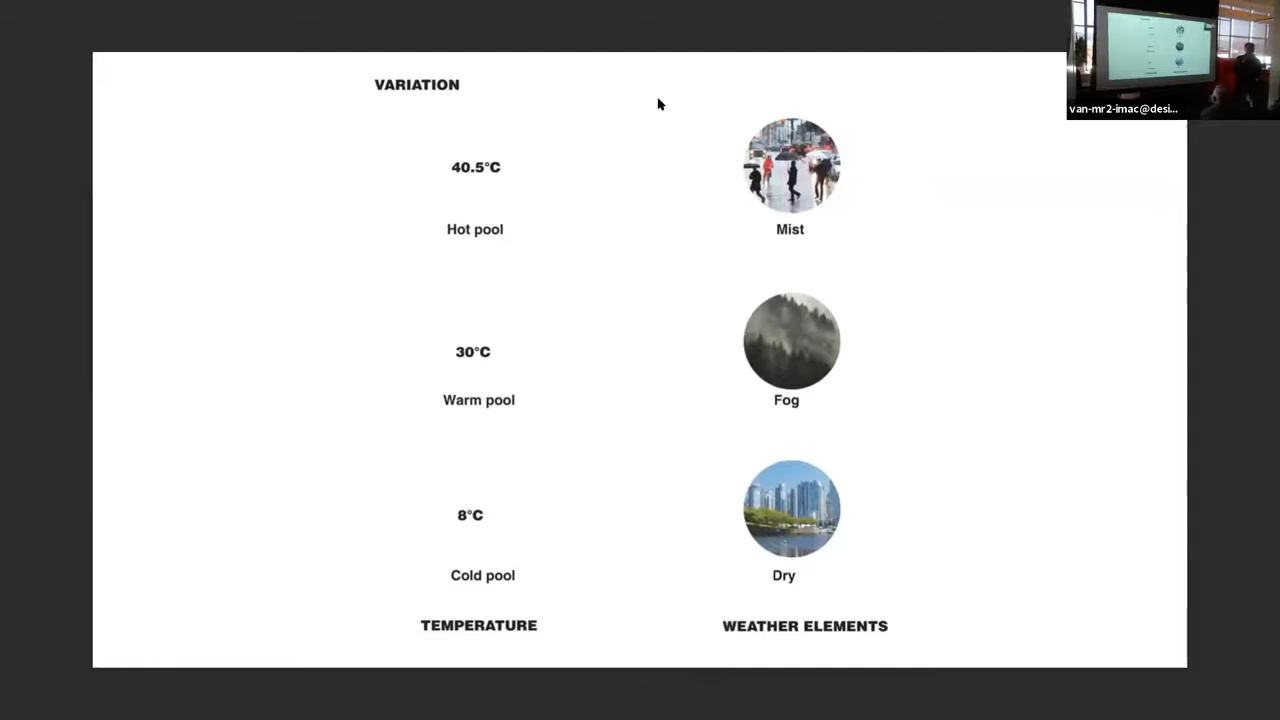 VARIATION
40.5°C
Hot pool
Mist
30°C
Warm pool
Fog
8°C
Cold pool
Dry
TEMPERATURE
WEATHER ELEMENTS
van-mr2-imac@desi...